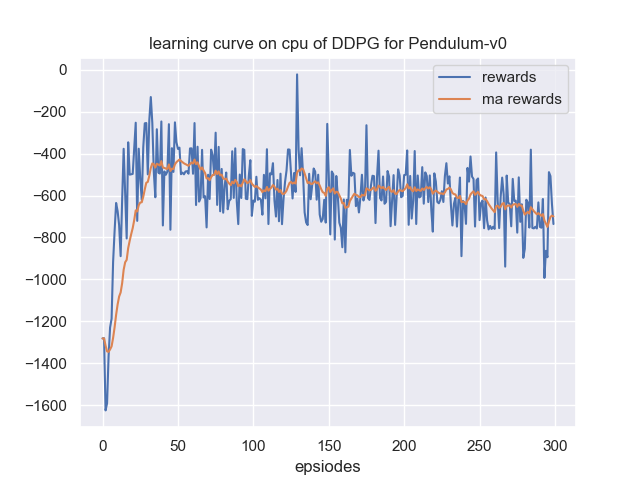 learning curve on cpu of DDPG for Pendulum-v0
rewards
ma rewards
0
−200
−400
−600
−800
−1000
−1200
−1400
−1600
0 50 100 150 200 250 300
epsiodes